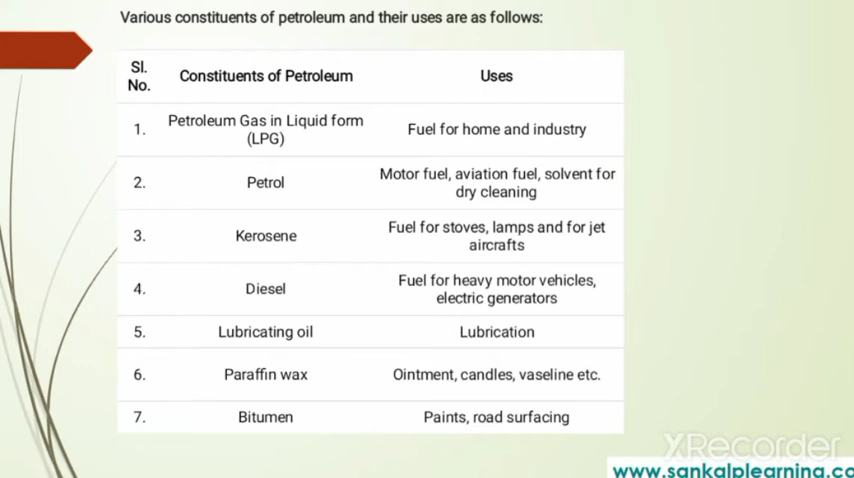 Various constituents of petroleum and their uses are as follows:
Sl. No. Constituents of Petroleum Uses
1. Petroleum Gas in Liquid form (LPG) Fuel for home and industry
2. Petrol Motor fuel, aviation fuel, solvent for dry cleaning
3. Kerosene Fuel for stoves, lamps and for jet aircrafts
4. Diesel Fuel for heavy motor vehicles, electric generators
5. Lubricating oil Lubrication
6. Paraffin wax Ointment, candles, vaseline etc.
7. Bitumen Paints, road surfacing
XRecorder
www.sankalplearning.co